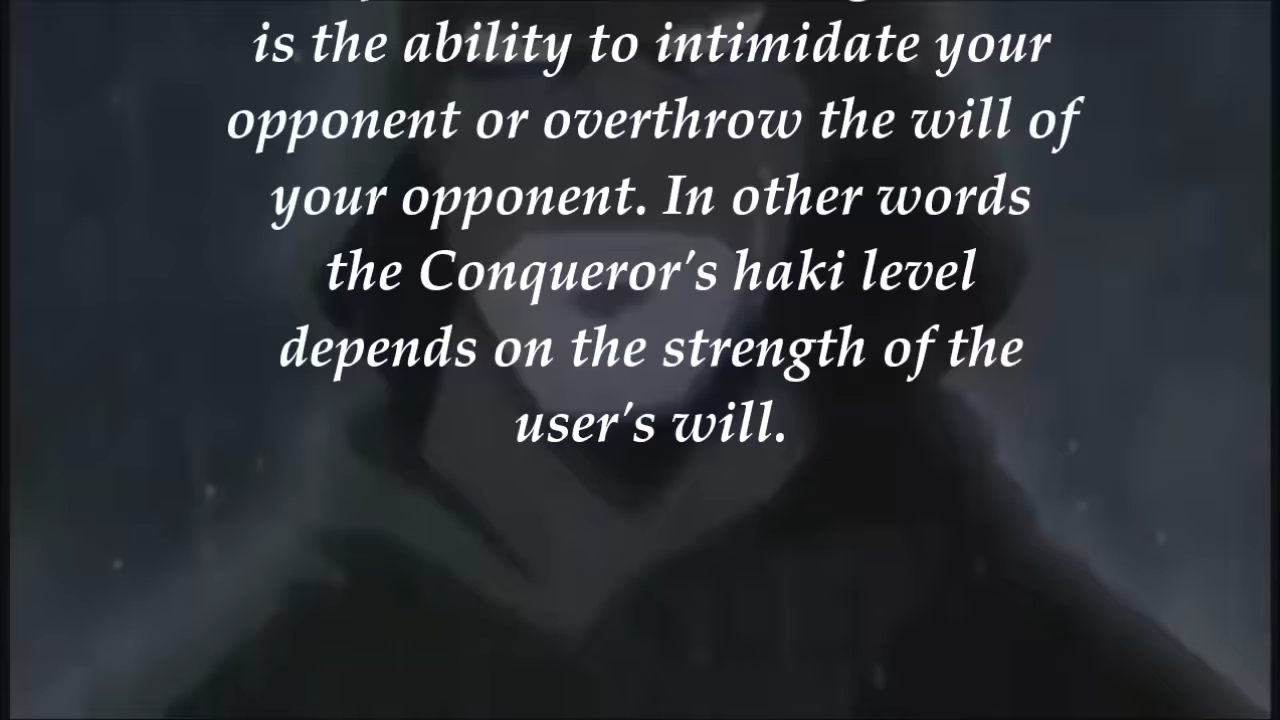 is the ability to intimidate your
opponent or overthrow the will of
your opponent. In other words
the Conqueror's haki level
depends on the strength of the
user's will.